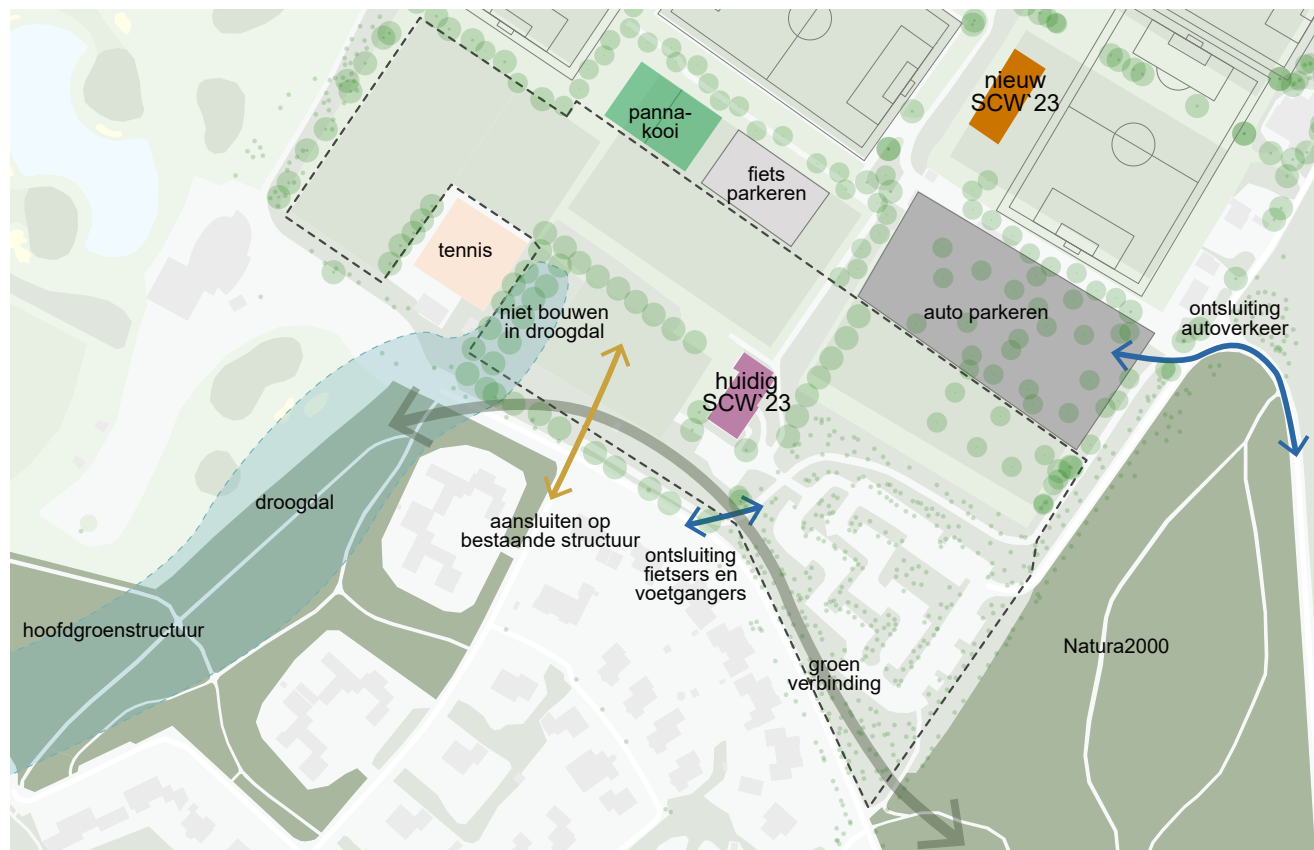 nieuw
SCW`23
panna-
kooi
fiets
parkeren
tennis
niet bouwen
in droogdal
auto parkeren
ontsluiting
autoverkeer
huidig
SCW`23
droogdal
aansluiten op
bestaande structuur
ontsluiting
fietsers en
voetgangers
hoofdgroenstructuur
groen
verbinding
Natura2000